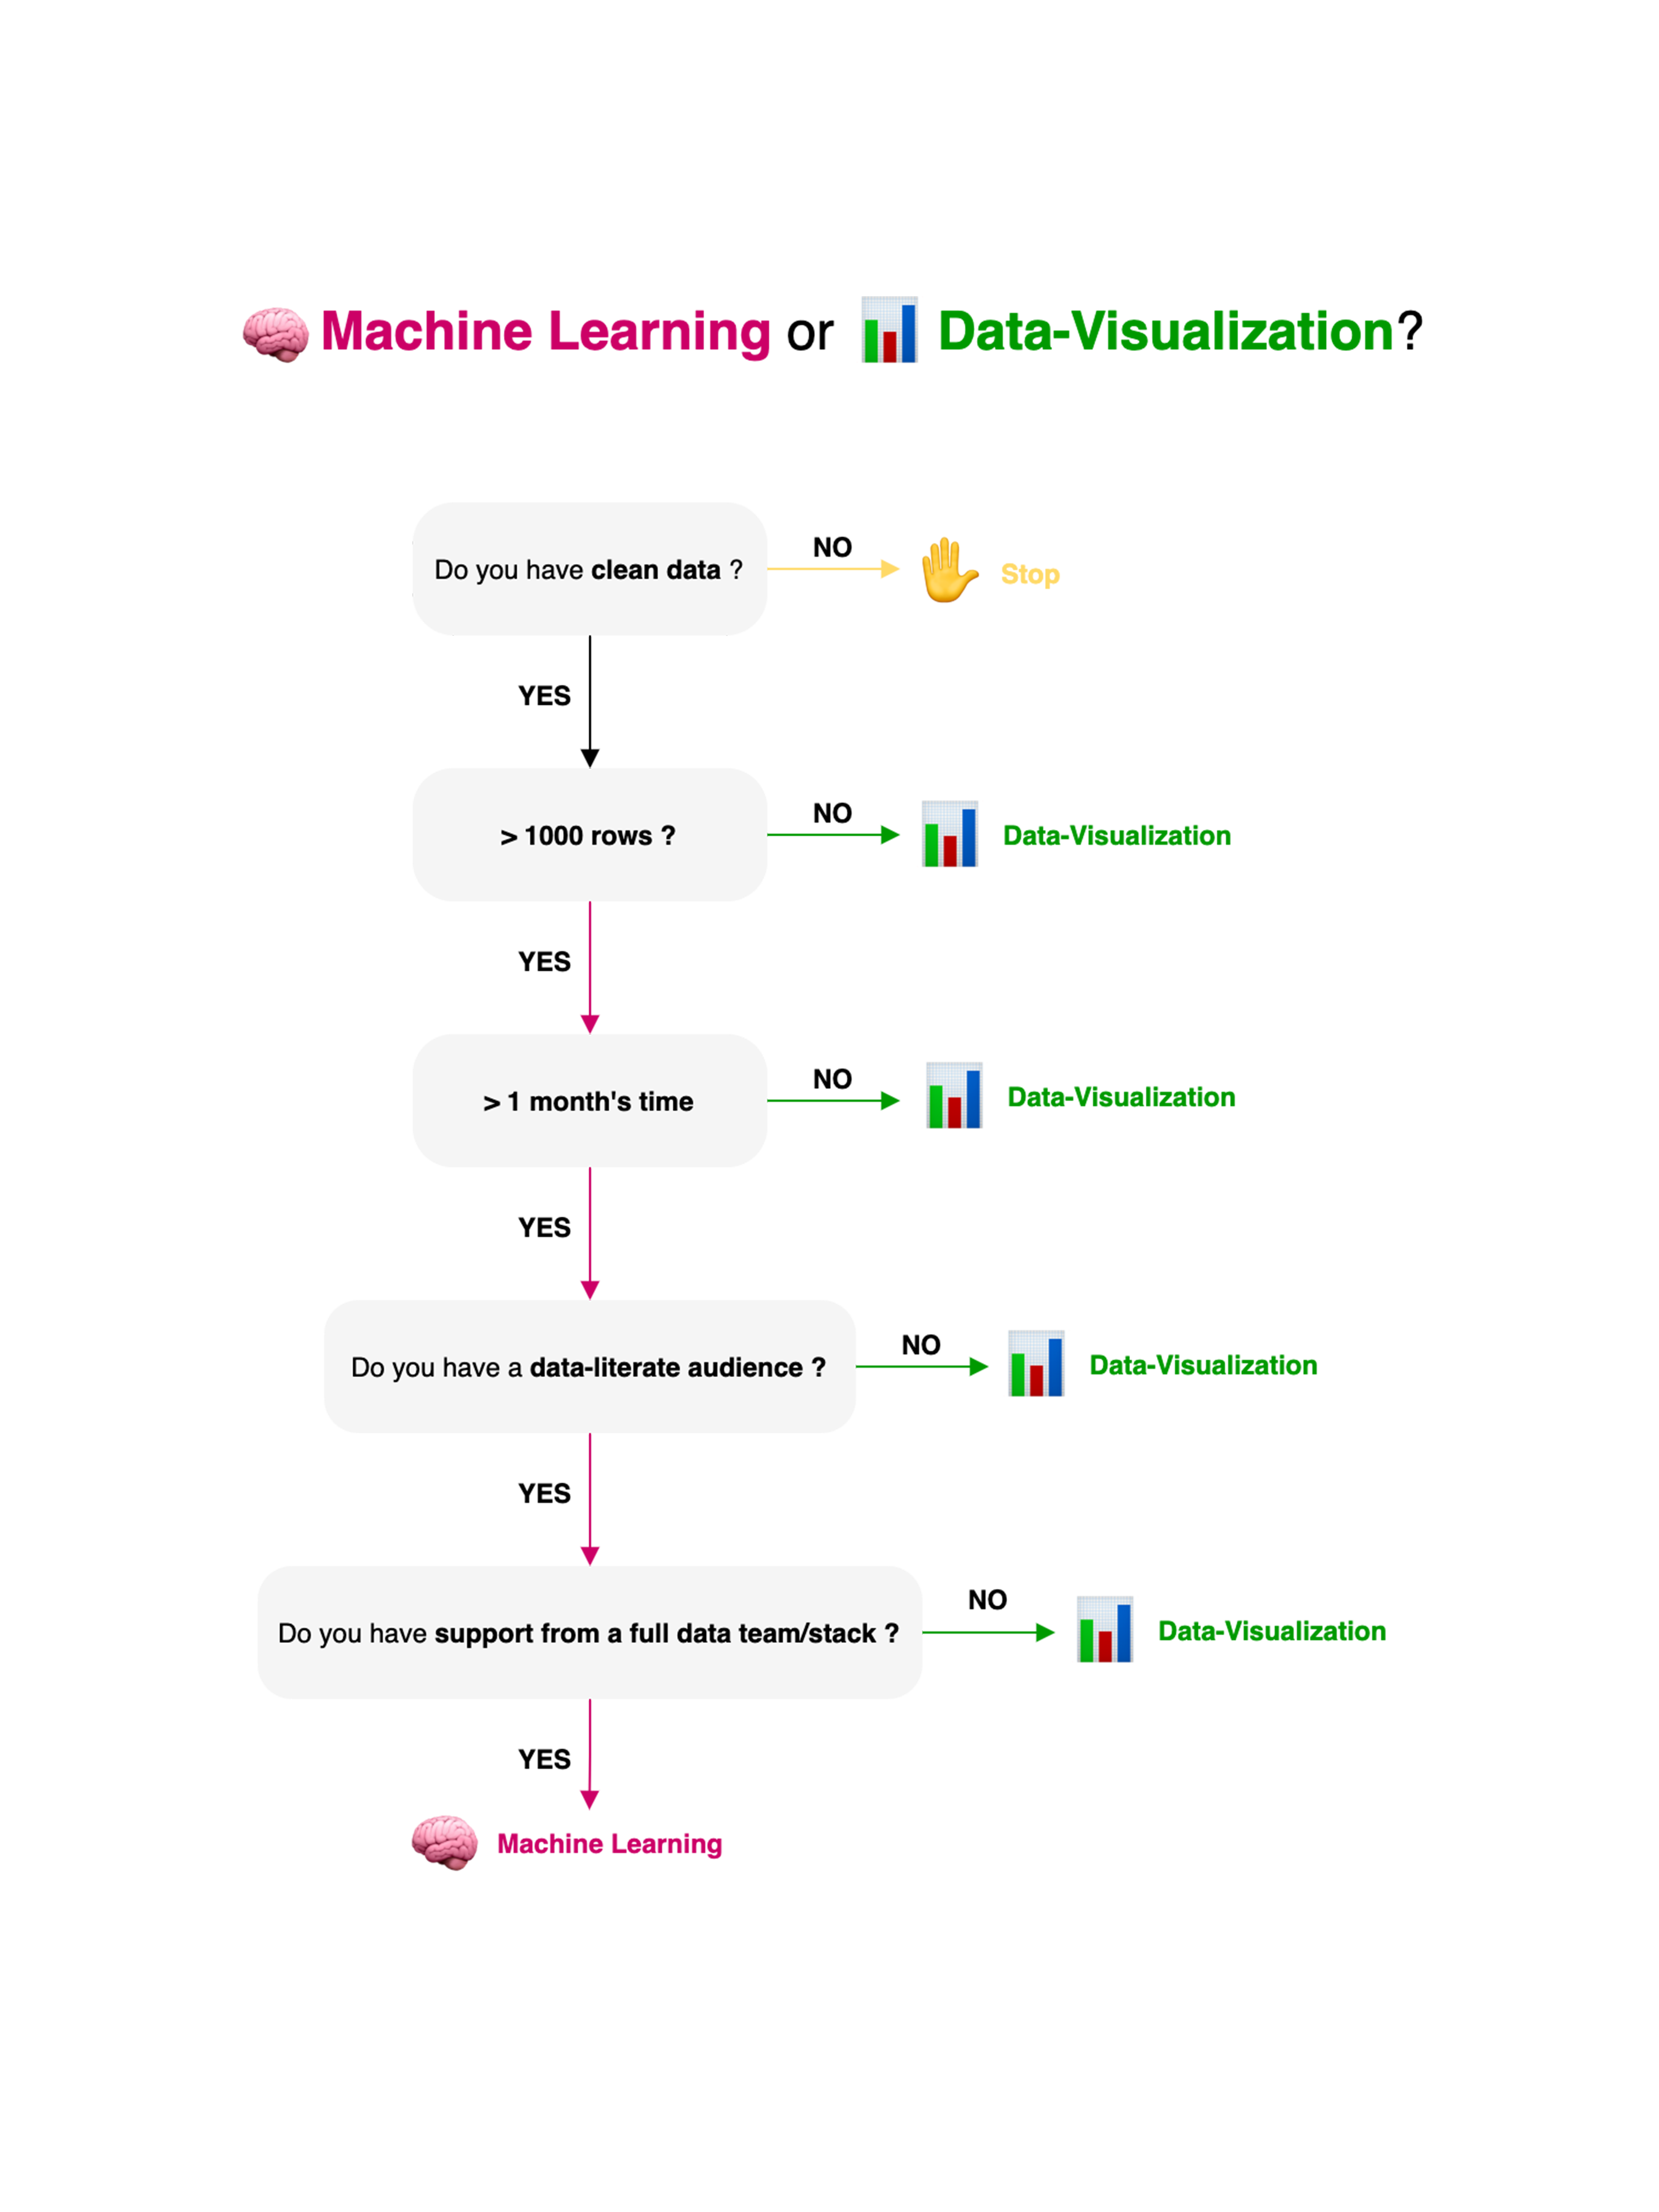 Machine Learning or Data-Visualization?
Do you have clean data ?
NO
Stop
YES
> 1000 rows ?
NO
Data-Visualization
YES
> 1 month's time
NO
Data-Visualization
YES
Do you have a data-literate audience ?
NO
Data-Visualization
YES
Do you have support from a full data team/stack ?
NO
Data-Visualization
YES
Machine Learning